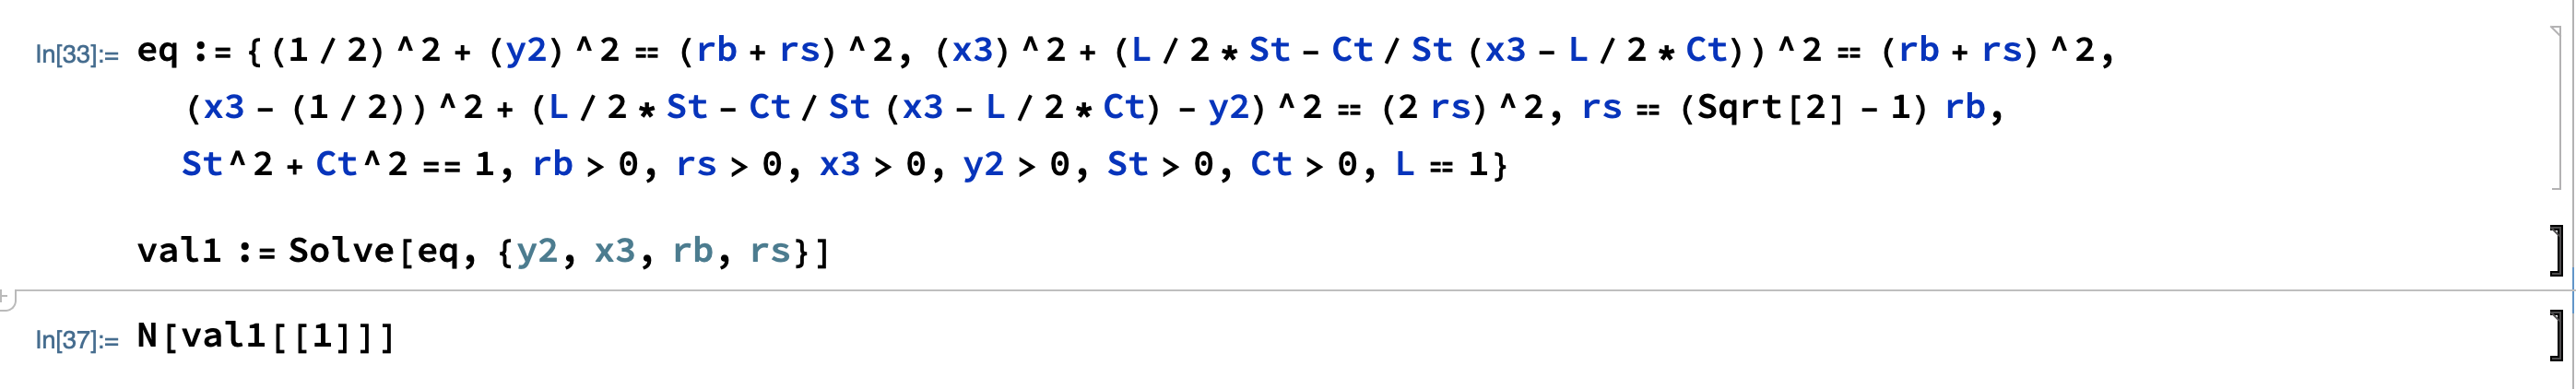 In[33]:= eq := {(1 / 2) ^ 2 + (y2) ^ 2 == (rb + rs) ^ 2, (x3) ^ 2 + (L / 2 * St - Ct / St (x3 - L / 2 * Ct)) ^ 2 == (rb + rs) ^ 2,
(x3 - (1 / 2)) ^ 2 + (L / 2 * St - Ct / St (x3 - L / 2 * Ct) - y2) ^ 2 == (2 rs) ^ 2, rs == (Sqrt[2] - 1) rb,
St^2 + Ct^2 == 1, rb > 0, rs > 0, x3 > 0, y2 > 0, St > 0, Ct > 0, L == 1}
val1 := Solve[eq, {y2, x3, rb, rs}]
In[37]:= N[val1[[1]]]